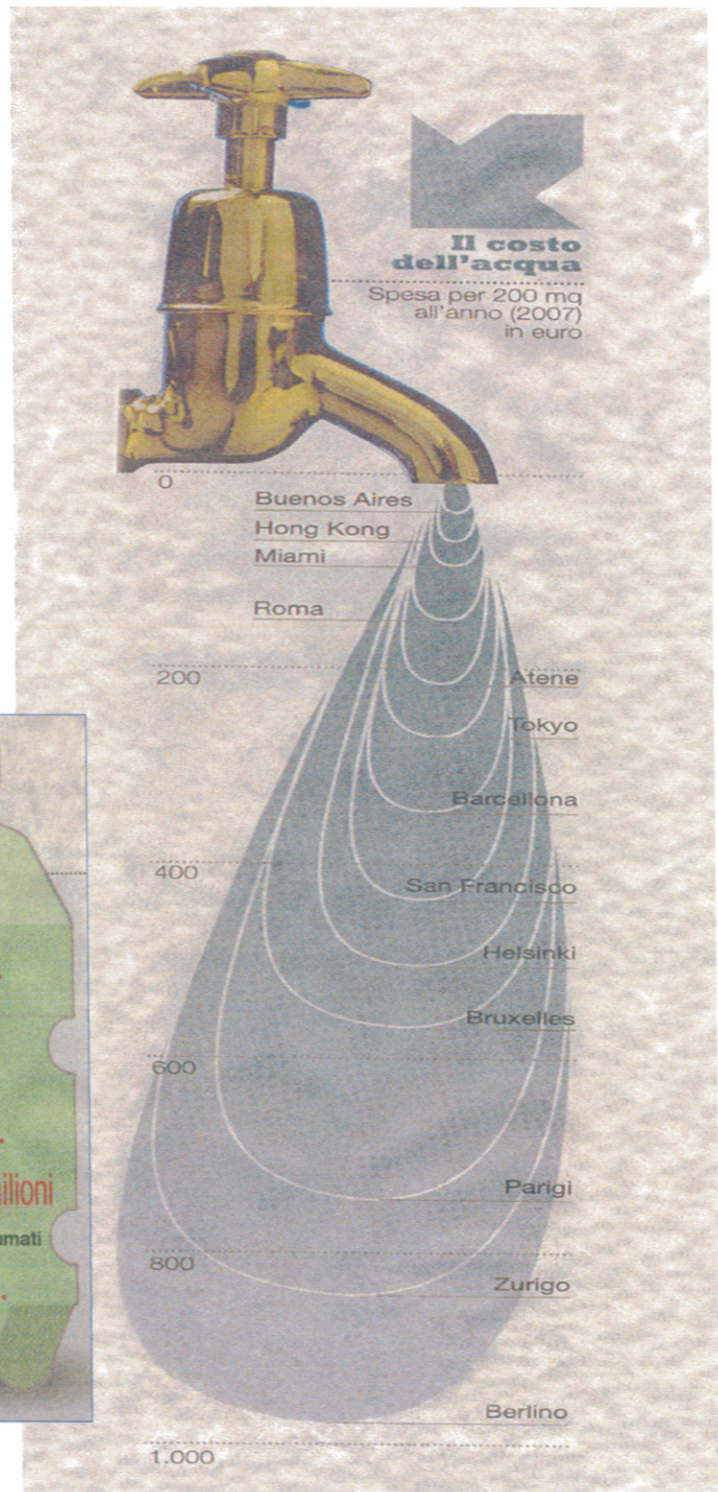 Il costo
dell'acqua
Spesa per 200 mq
all'anno (2007)
in euro
0
Buenos Aires
Hong Kong
Miami
Roma
200
Atene
Tokyo
Barcellona
400
San Francisco
Helsinki
Bruxelles
600
Parigi
800
Zurigo
Berlino
1.000
ilioni
mati